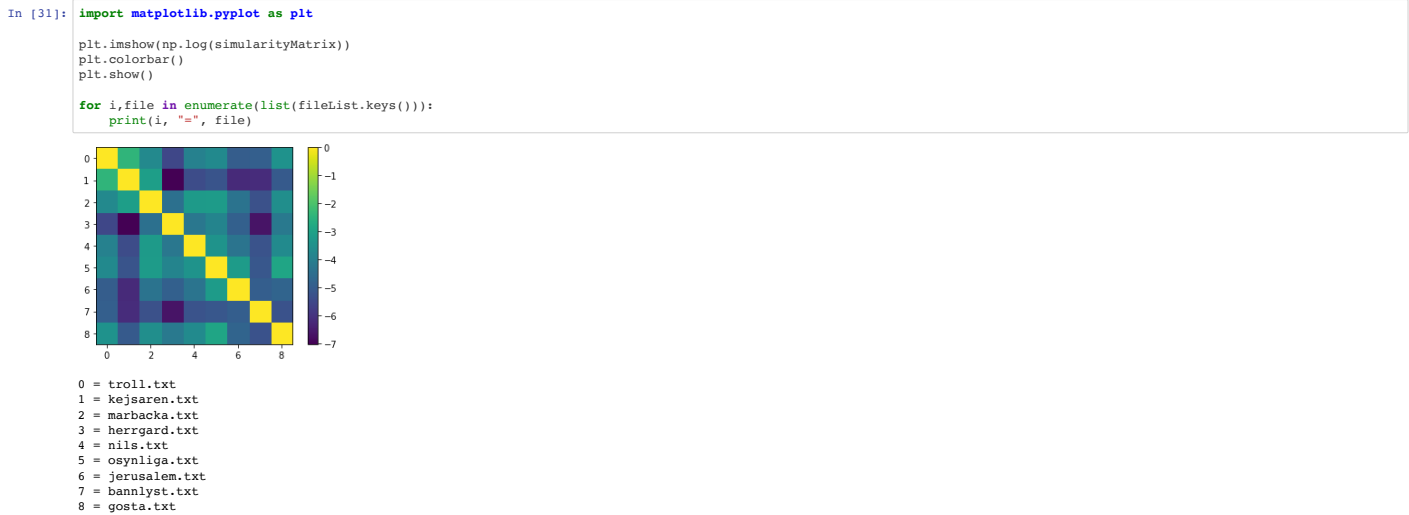 In [31]: import matplotlib.pyplot as plt
plt.imshow(np.log(simularityMatrix))
plt.colorbar()
plt.show()
for i,file in enumerate(list(fileList.keys())):
print(i, "=", file)
0
1
2
3
4
5
6
7
8
0 2 4 6 8
0
−1
−2
−3
−4
−5
−6
−7
0 = troll.txt
1 = kejsaren.txt
2 = marbacka.txt
3 = herrgard.txt
4 = nils.txt
5 = osynliga.txt
6 = jerusalem.txt
7 = bannlyst.txt
8 = gosta.txt